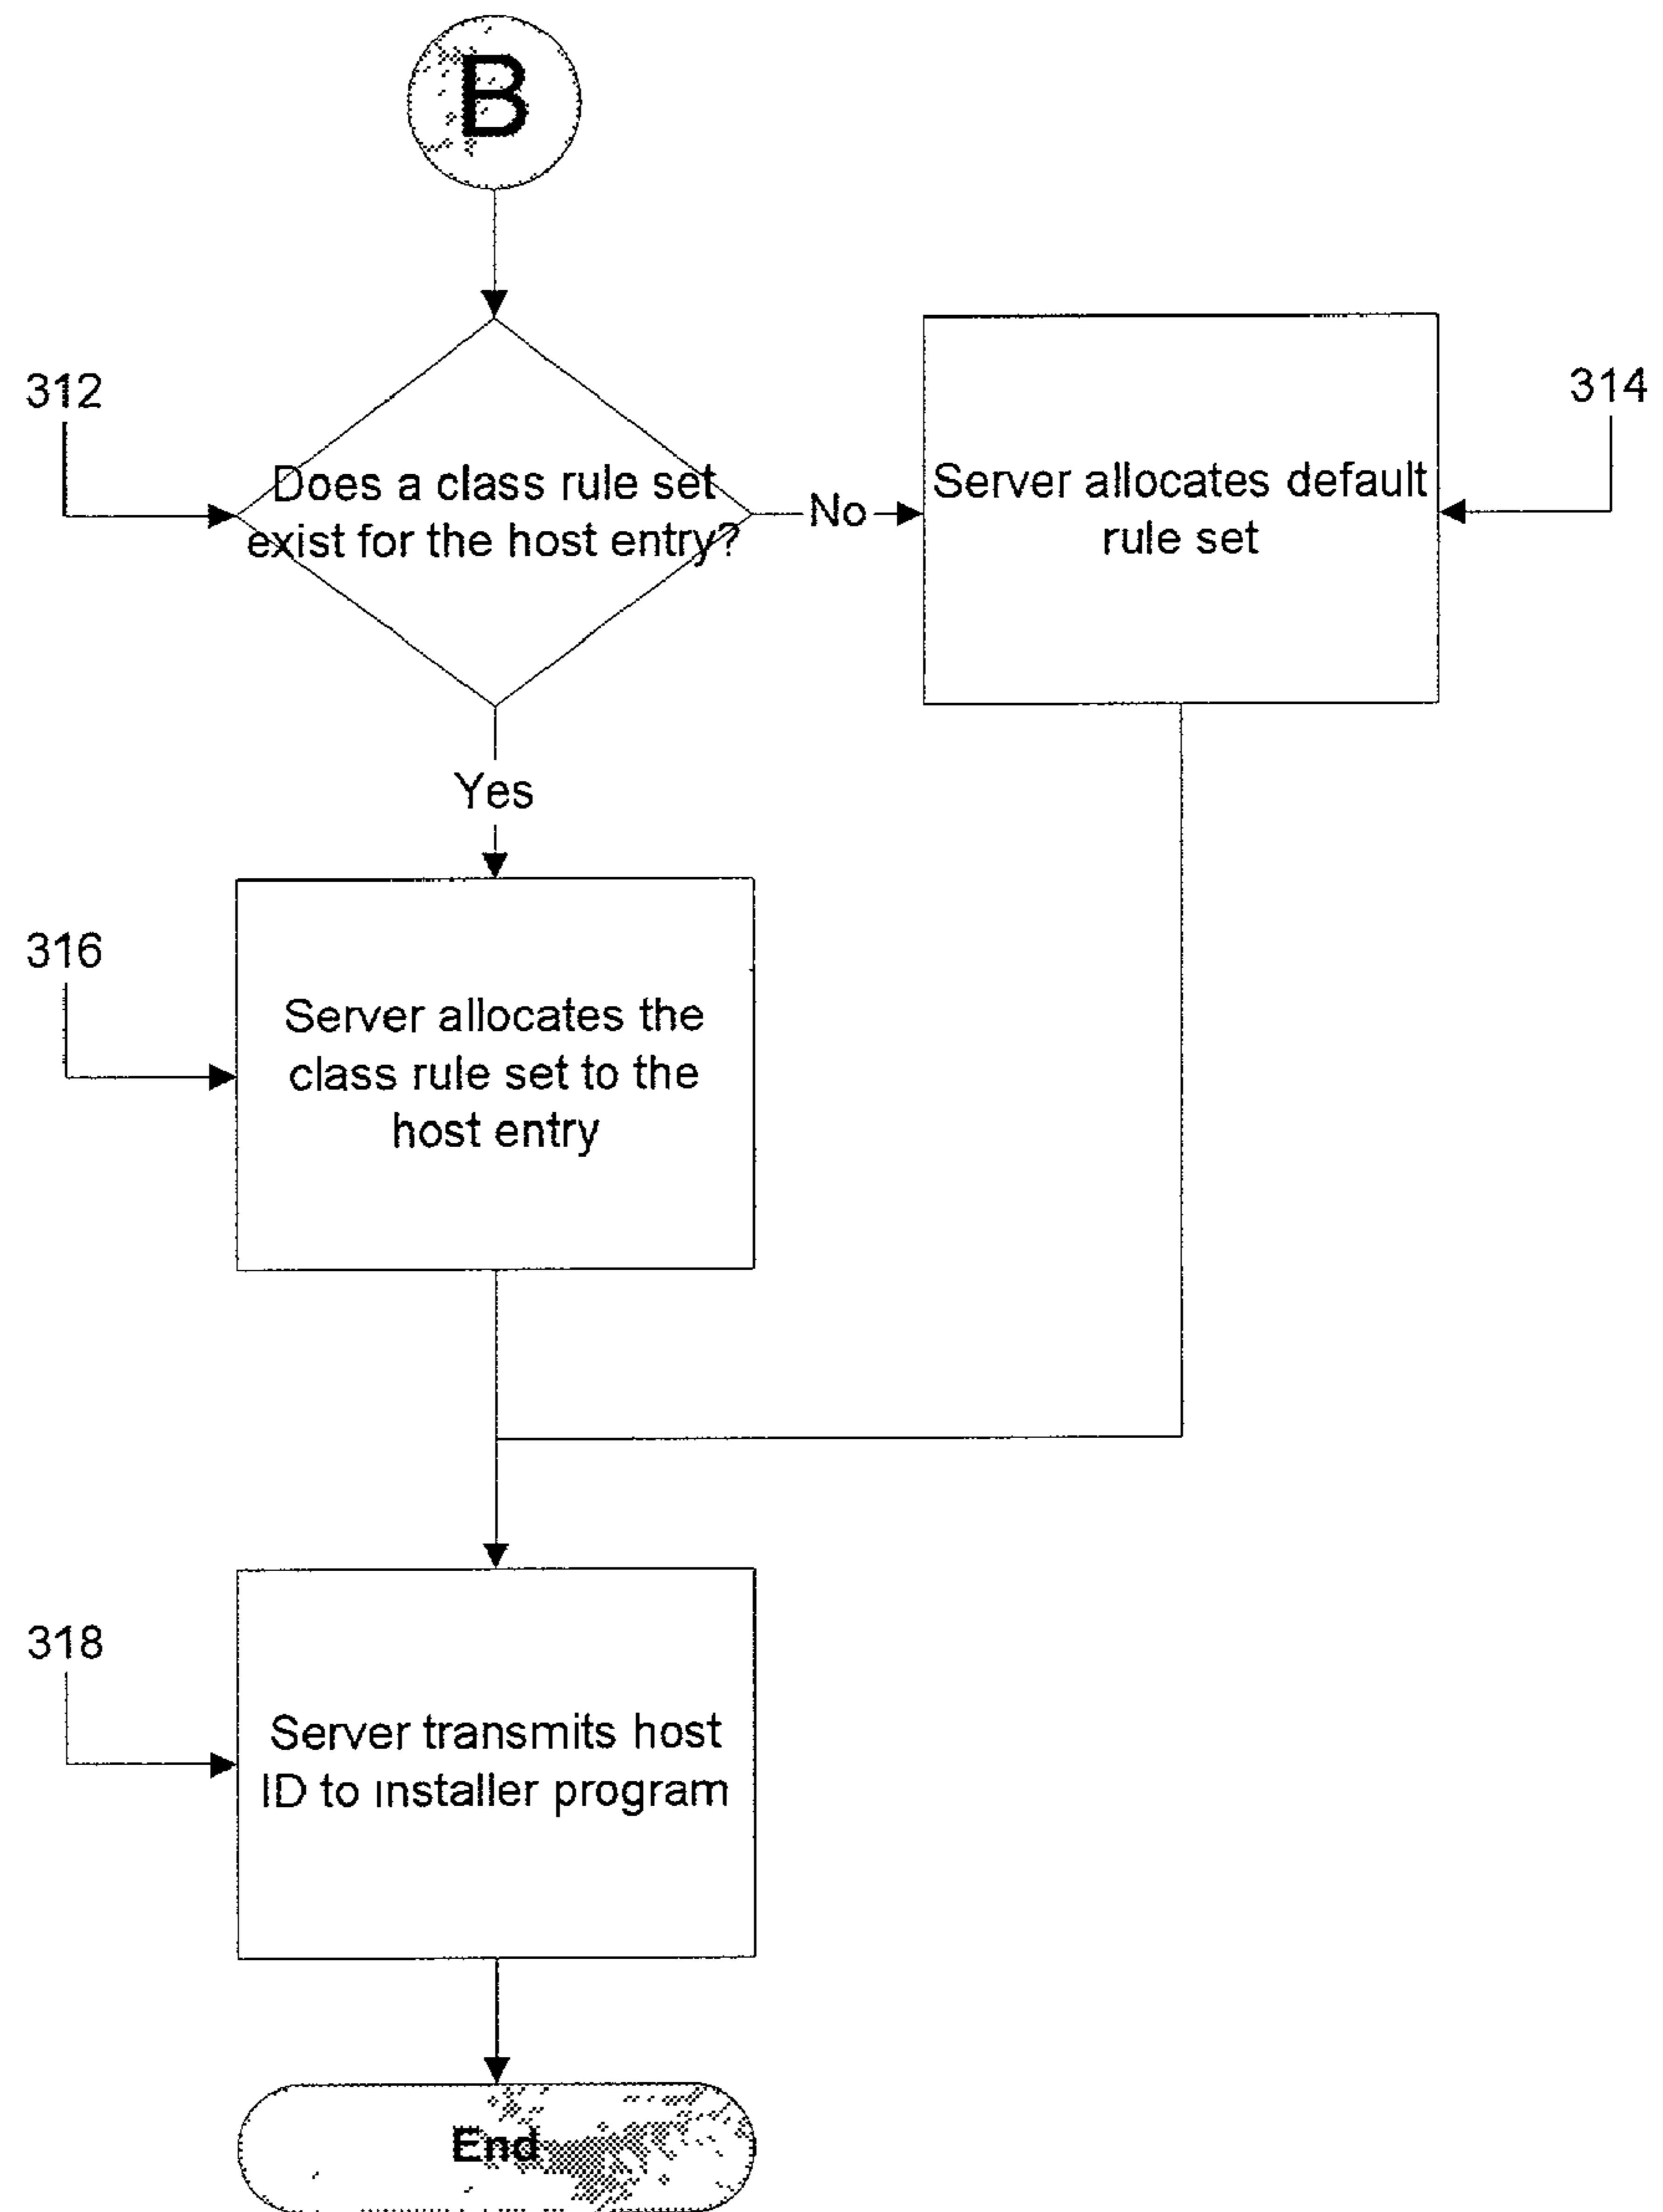 B
312
Does a class rule set
exist for the host entry?
No
Server allocates default
rule set
314
Yes
316
Server allocates the
class rule set to the
host entry
318
Server transmits host
ID to installer program
End